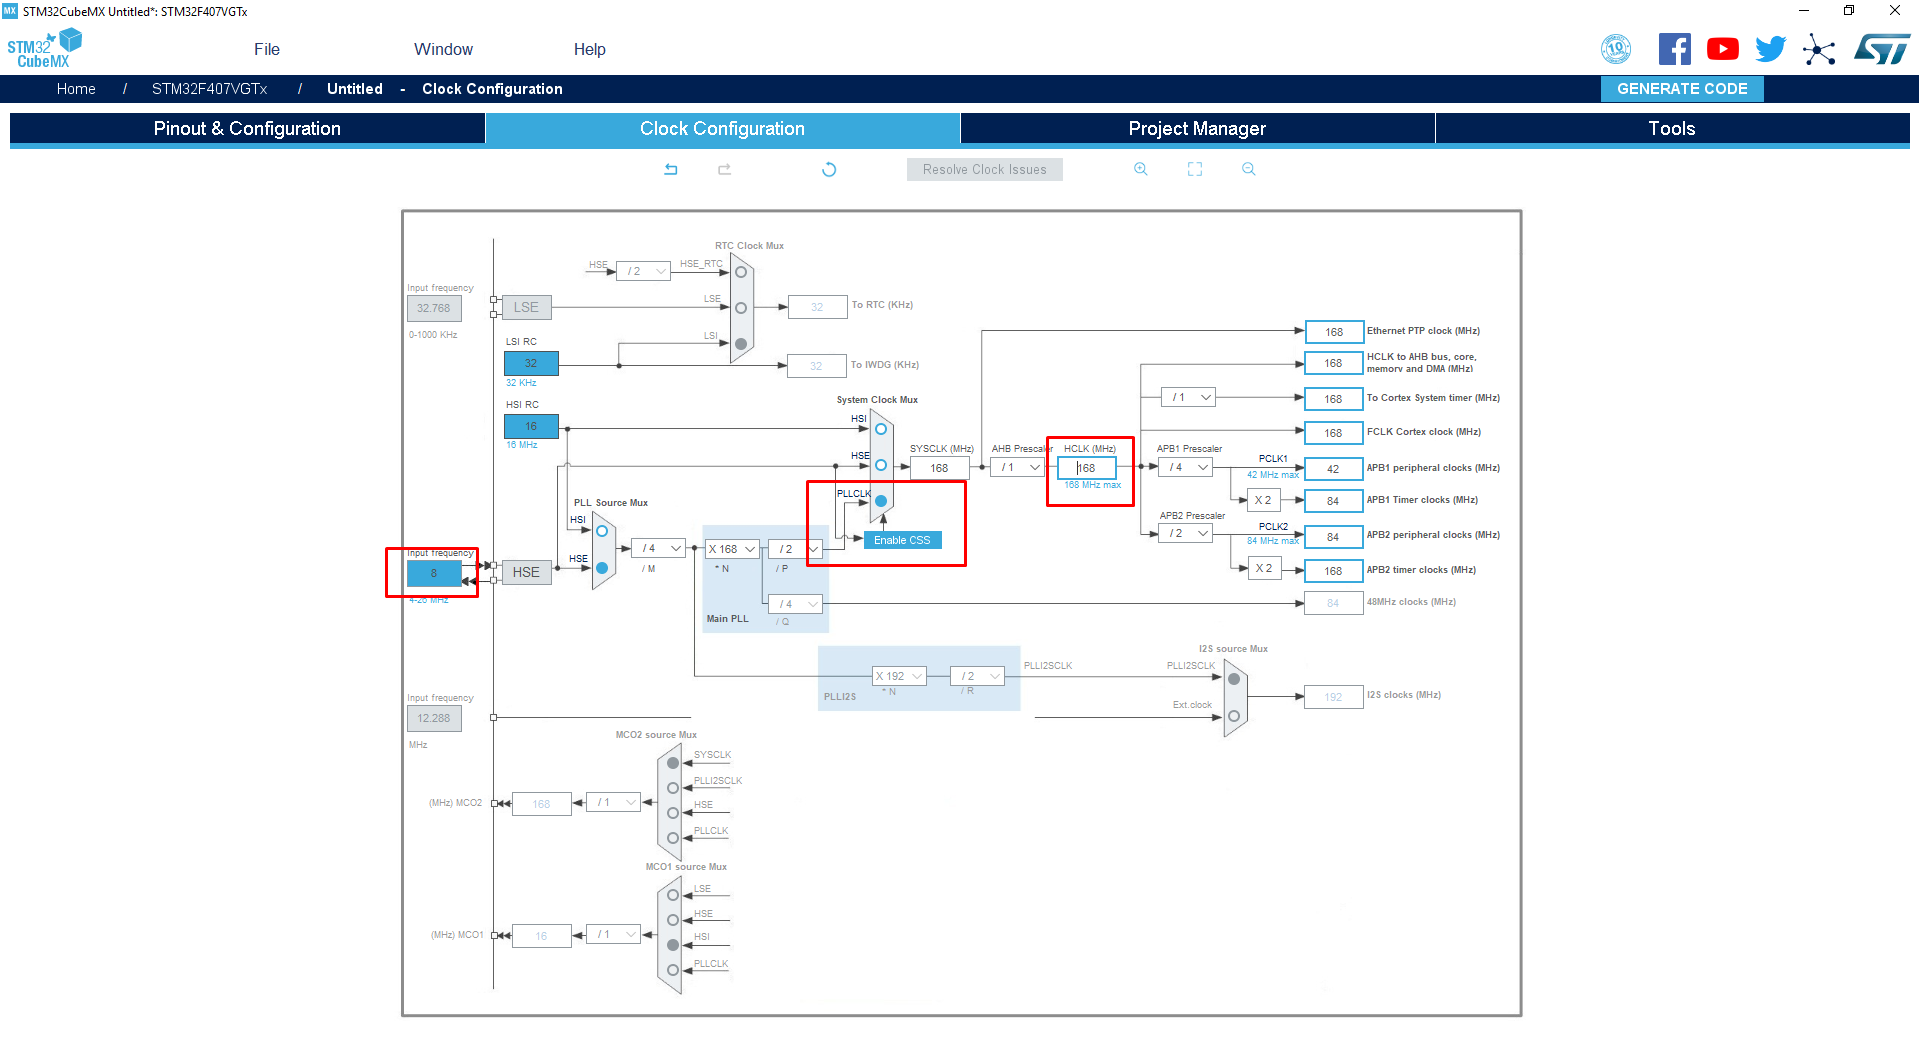 MX STM32CubeMX Untitled*: STM32F407VGTx
STM32
CubeMX
File Window Help
10
ST
Home / STM32F407VGTx / Untitled - Clock Configuration
GENERATE CODE
Pinout & Configuration Clock Configuration Project Manager Tools
Resolve Clock Issues
RTC Clock Mux
HSE / 2 HSE_RTC
Input frequency
32.768
0-1000 KHz
LSE
LSE
32 To RTC (KHz)
LSI RC
32
32 KHz
LSI
32 To IWDG (KHz)
168 Ethernet PTP clock (MHz)
168 HCLK to AHB bus, core,
memory and DMA (MHz)
/ 1 168 To Cortex System timer (MHz)
168 FCLK Cortex clock (MHz)
HSI RC
16
16 MHz
System Clock Mux
HSI
HSE
PLLCLK
Enable CSS
SYSCLK (MHz)
168
AHB Prescaler
/ 1
HCLK (MHz)
168
168 MHz max
APB1 Prescaler
/ 4
PCLK1
42 MHz max
42 APB1 peripheral clocks (MHz)
X 2 84 APB1 Timer clocks (MHz)
APB2 Prescaler
/ 2
PCLK2
84 MHz max
84 APB2 peripheral clocks (MHz)
X 2 168 APB2 timer clocks (MHz)
84 48MHz clocks (MHz)
PLL Source Mux
HSI
HSE
Input frequency
8
4-26 MHz
HSE
/ 4
/ M
X 168
* N
/ 2
/ P
/ 4
/ Q
Main PLL
X 192
* N
/ 2
/ R
PLLI2S
PLLI2SCLK
I2S source Mux
PLLI2SCLK
Ext.clock
192 I2S clocks (MHz)
Input frequency
12.288
MHz
MCO2 source Mux
SYSCLK
PLLI2SCLK
HSE
PLLCLK
(MHz) MCO2 168 / 1
MCO1 source Mux
LSE
HSE
HSI
PLLCLK
(MHz) MCO1 16 / 1